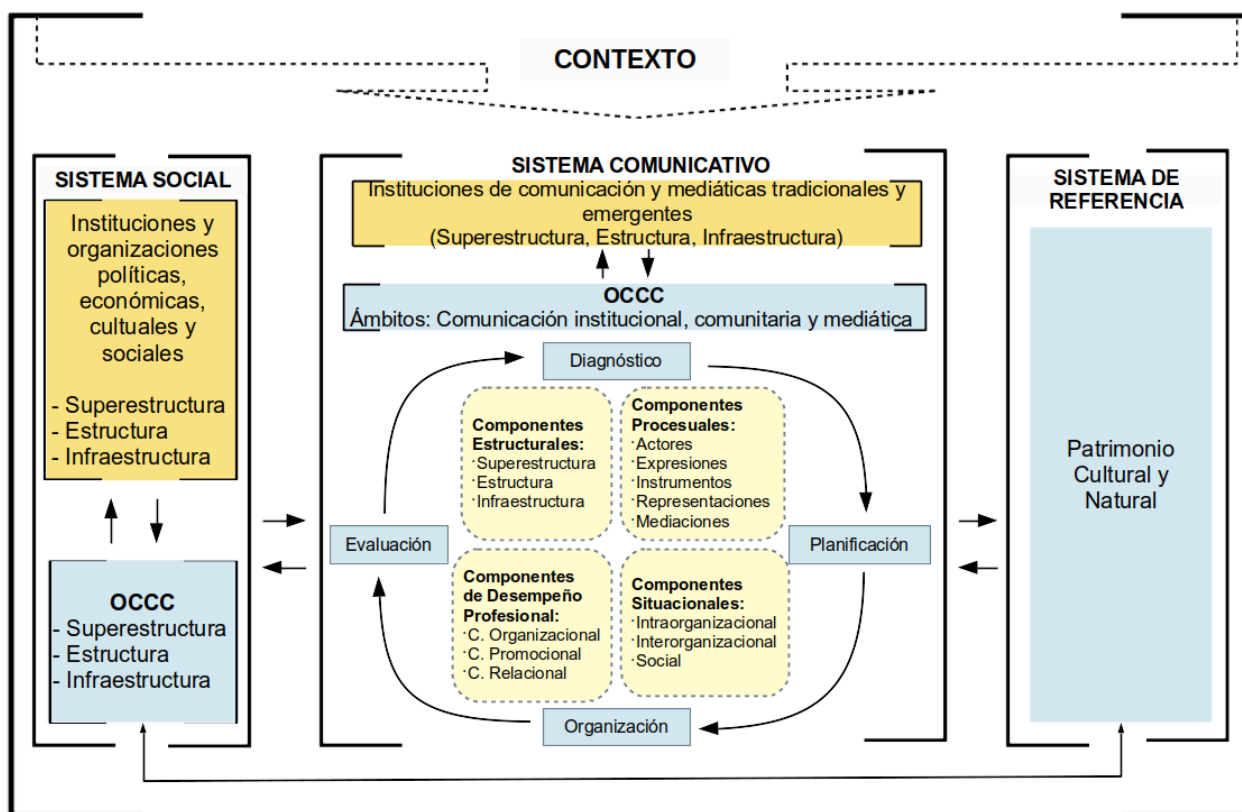 CONTEXTO
SISTEMA SOCIAL
Instituciones y
organizaciones
políticas,
económicas,
cultuales y
sociales
- Superestructura
- Estructura
- Infraestructura
OCCC
- Superestructura
- Estructura
- Infraestructura
SISTEMA COMUNICATIVO
Instituciones de comunicación y mediáticas tradicionales y
emergentes
(Superestructura, Estructura, Infraestructura)
OCCC
Ámbitos: Comunicación institucional, comunitaria y mediática
Diagnóstico
Componentes
Estructurales:
·Superestructura
·Estructura
·Infraestructura
Componentes
Procesuales:
·Actores
·Expresiones
·Instrumentos
·Representaciones
·Mediaciones
Evaluación
Planificación
Componentes
de Desempeño
Profesional:
·C. Organizacional
·C. Promocional
·C. Relacional
Componentes
Situacionales:
·Intraorganizacional
·Interorganizacional
·Social
Organización
SISTEMA DE
REFERENCIA
Patrimonio
Cultural y
Natural